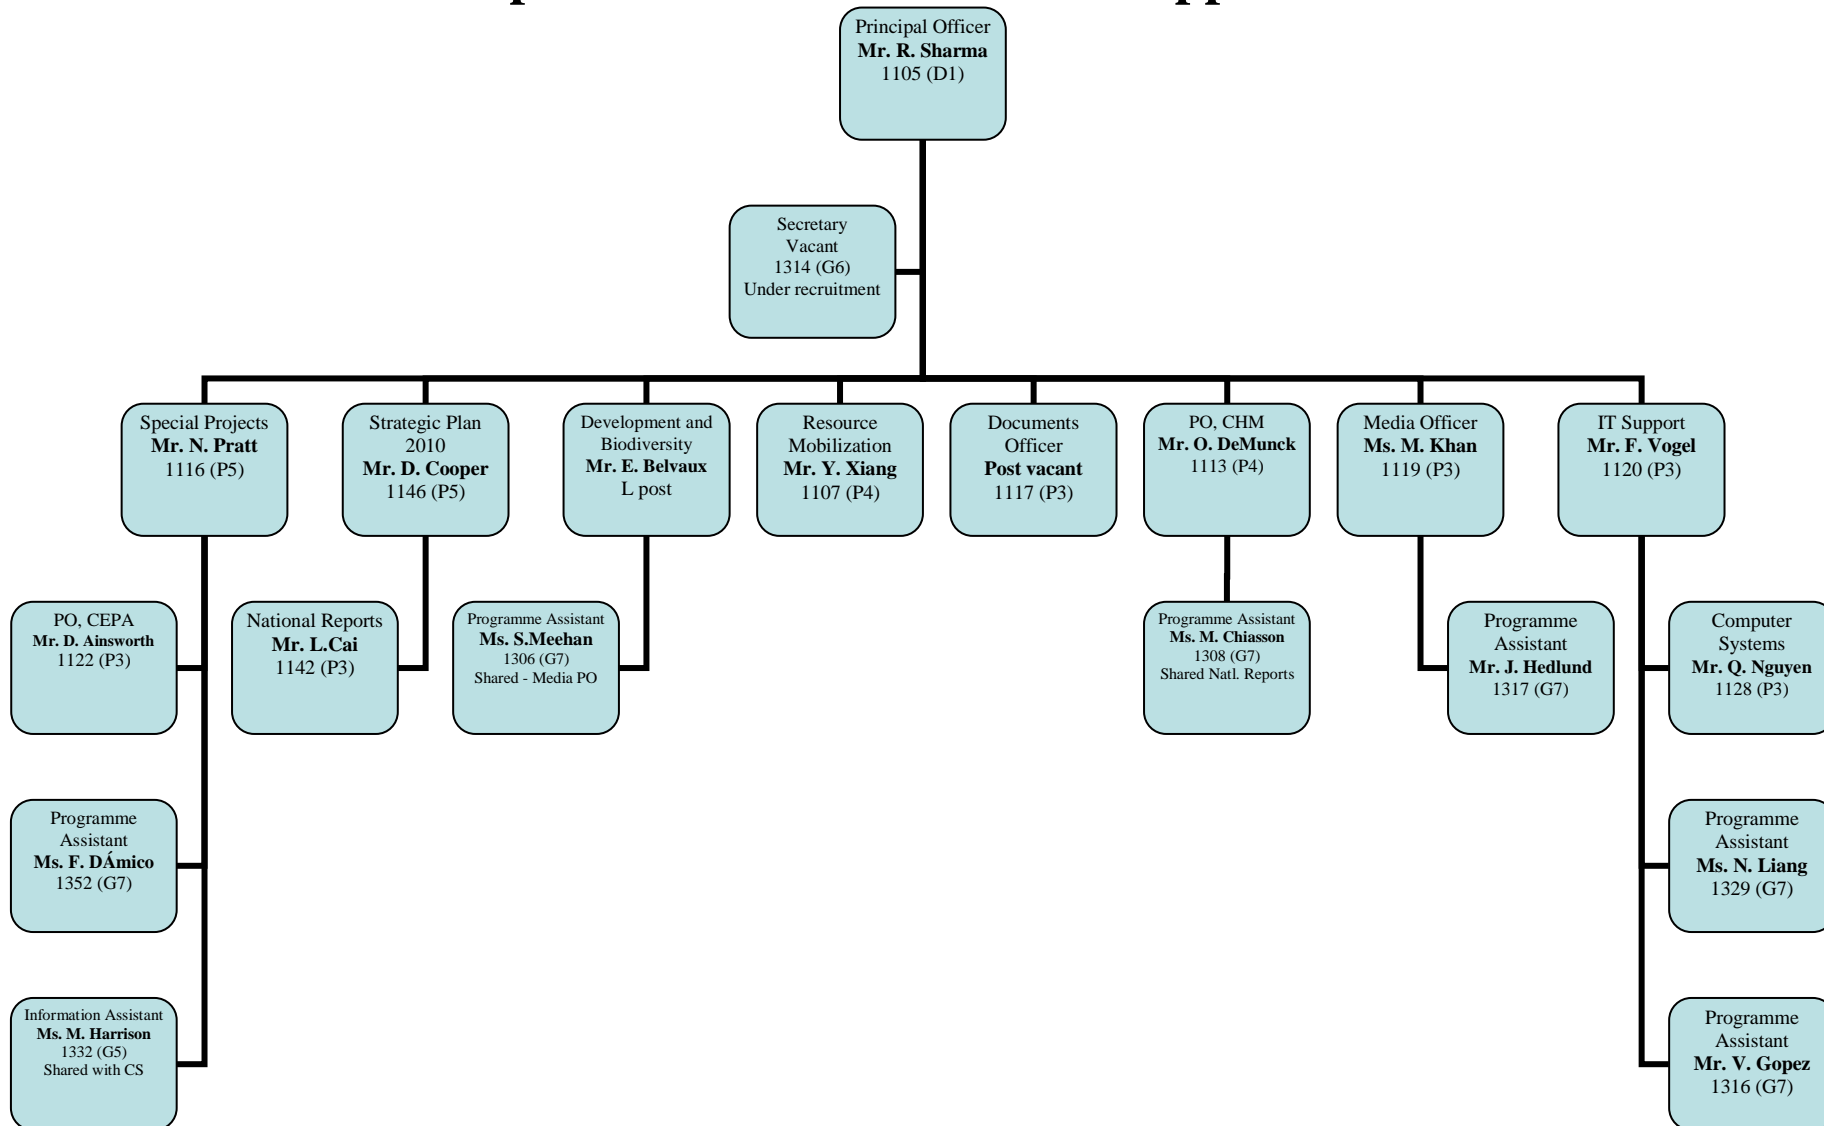 Principal Officer
Mr. R. Sharma
1105 (D1)
Secretary
Vacant
1314 (G6)
Under recruitment
Special Projects
Mr. N. Pratt
1116 (P5)
Strategic Plan
2010
Mr. D. Cooper
1146 (P5)
Development and
Biodiversity
Mr. E. Belvaux
L post
Resource
Mobilization
Mr. Y. Xiang
1107 (P4)
Documents
Officer
Post vacant
1117 (P3)
PO, CHM
Mr. O. DeMunck
1113 (P4)
Media Officer
Ms. M. Khan
1119 (P3)
IT Support
Mr. F. Vogel
1120 (P3)
PO, CEPA
Mr. D. Ainsworth
1122 (P3)
National Reports
Mr. L.Cai
1142 (P3)
Programme Assistant
Ms. S.Meehan
1306 (G7)
Shared - Media PO
Programme Assistant
Ms. M. Chiasson
1308 (G7)
Shared Natl. Reports
Programme
Assistant
Mr. J. Hedlund
1317 (G7)
Computer
Systems
Mr. Q. Nguyen
1128 (P3)
Programme
Assistant
Ms. F. DÁmico
1352 (G7)
Programme
Assistant
Ms. N. Liang
1329 (G7)
Information Assistant
Ms. M. Harrison
1332 (G5)
Shared with CS
Programme
Assistant
Mr. V. Gopez
1316 (G7)